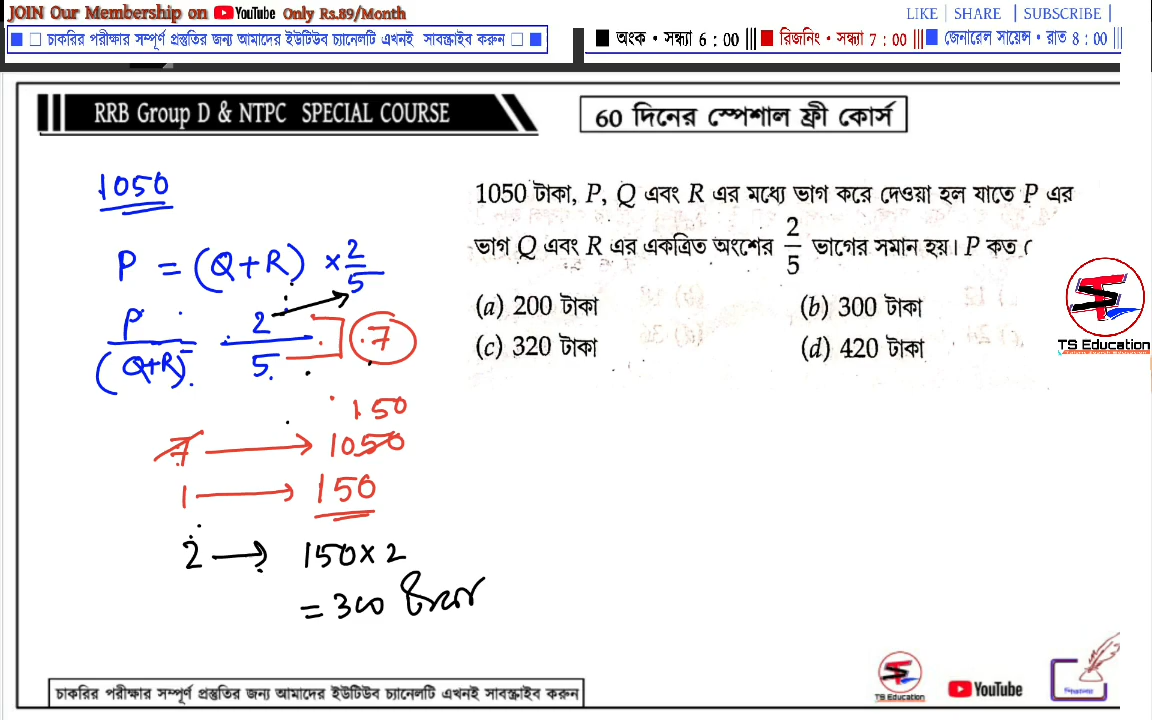 JOIN Our Membership on YouTube Only Rs.89/Month
LIKE | SHARE | SUBSCRIBE |
■ □ চাকরির পরীক্ষার সম্পূর্ণ প্রস্তুতির জন্য আমাদের ইউটিউব চ্যানেলটি এখনই সাবস্ক্রাইব করুন □ ■
■ অংক • সন্ধ্যা 6 : 00 ||| ■ রিজনিং • সন্ধ্যা 7 : 00 ||| ■ জেনারেল সায়েন্স • রাত 8 : 00 |||
RRB Group D & NTPC SPECIAL COURSE
60 দিনের স্পেশাল ফ্রী কোর্স
1050
P = (Q+R) × 2/5
P/(Q+R) 2/5 7
150
7 → 1050
1 → 150
2 → 150 × 2
= 300 টাকা
1050 টাকা, P, Q এবং R এর মধ্যে ভাগ করে দেওয়া হল যাতে P এর
ভাগ Q এবং R এর একত্রিত অংশের 2/5 ভাগের সমান হয়। P কত
(a) 200 টাকা (b) 300 টাকা
(c) 320 টাকা (d) 420 টাকা
TS Education
চাকরির পরীক্ষার সম্পূর্ণ প্রস্তুতির জন্য আমাদের ইউটিউব চ্যানেলটি এখনই সাবস্ক্রাইব করুন
TS Education
YouTube